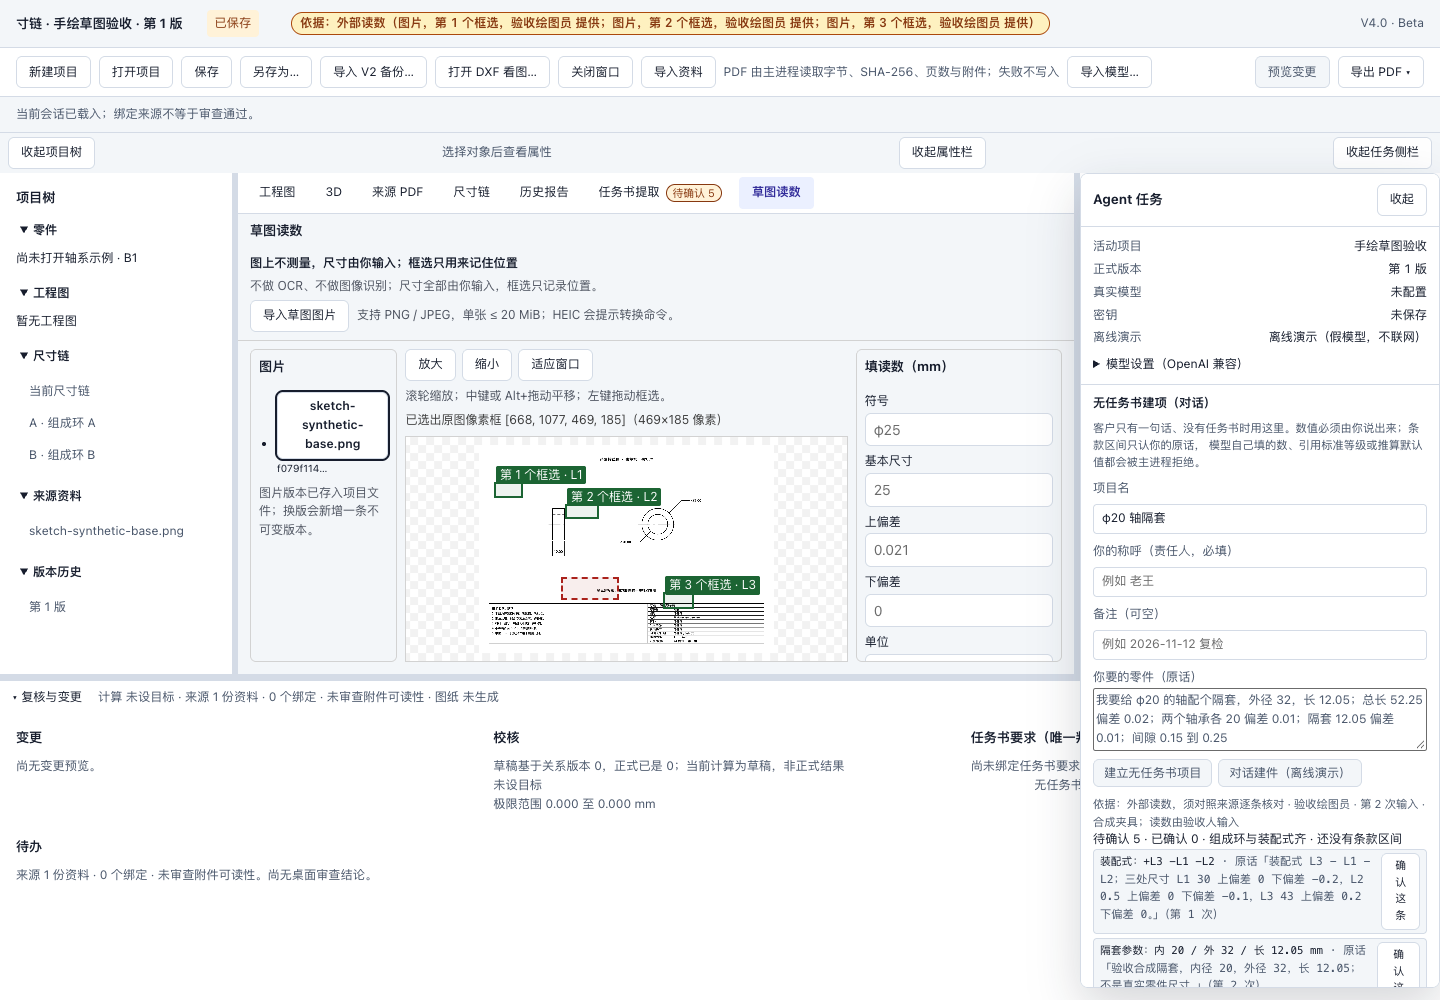 寸链 · 手绘草图验收 · 第 1 版
已保存
依据：外部读数（图片，第 1 个框选，验收绘图员 提供；图片，第 2 个框选，验收绘图员 提供；图片，第 3 个框选，验收绘图员 提供）
V4.0 · Beta
新建项目
打开项目
保存
另存为…
导入 V2 备份…
打开 DXF 看图…
关闭窗口
导入资料
PDF 由主进程读取字节、SHA-256、页数与附件；失败不写入
导入模型…
预览变更
导出 PDF ▾
当前会话已载入；绑定来源不等于审查通过。
收起项目树
选择对象后查看属性
收起属性栏
收起任务侧栏
项目树
▼ 零件
尚未打开轴系示例 · B1
▼ 工程图
暂无工程图
▼ 尺寸链
当前尺寸链
A · 组成环 A
B · 组成环 B
▼ 来源资料
sketch-synthetic-base.png
▼ 版本历史
第 1 版
工程图
3D
来源 PDF
尺寸链
历史报告
任务书提取
待确认 5
草图读数
草图读数
图上不测量，尺寸由你输入；框选只用来记住位置
不做 OCR、不做图像识别；尺寸全部由你输入，框选只记录位置。
导入草图图片
支持 PNG / JPEG，单张 ≤ 20 MiB；HEIC 会提示转换命令。
图片
sketch-
synthetic-
base.png
f079f114…
图片版本已存入项目文
件；换版会新增一条不
可变版本。
放大
缩小
适应窗口
滚轮缩放；中键或 Alt+拖动平移；左键拖动框选。
已选出原图像素框 [668, 1077, 469, 185]（469×185 像素）
第 1 个框选 · L1
第 2 个框选 · L2
第 3 个框选 · L3
填读数（mm）
符号
φ25
基本尺寸
25
上偏差
0.021
下偏差
0
单位
▾ 复核与变更
计算 未设目标 · 来源 1 份资料 · 0 个绑定 · 未审查附件可读性 · 图纸 未生成
变更
尚无变更预览。
校核
草稿基于关系版本 0，正式已是 0；当前计算为草稿，非正式结果
未设目标
极限范围 0.000 至 0.000 mm
任务书要求（唯一
尚未绑定任务书要求
无任务书
待办
来源 1 份资料 · 0 个绑定 · 未审查附件可读性。尚无桌面审查结论。
Agent 任务
收起
活动项目
手绘草图验收
正式版本
第 1 版
真实模型
未配置
密钥
未保存
离线演示
离线演示（假模型，不联网）
▶ 模型设置（OpenAI 兼容）
无任务书建项（对话）
客户只有一句话、没有任务书时用这里。数值必须由你说出来；条
款区间只认你的原话， 模型自己填的数、引用标准等级或推算默认
值都会被主进程拒绝。
项目名
φ20 轴隔套
你的称呼（责任人，必填）
例如 老王
备注（可空）
例如 2026-11-12 复检
你要的零件（原话）
我要给 φ20 的轴配个隔套，外径 32，长 12.05；总长 52.25
偏差 0.02；两个轴承各 20 偏差 0.01；隔套 12.05 偏差
0.01；间隙 0.15 到 0.25
建立无任务书项目
对话建件（离线演示）
依据：外部读数，须对照来源逐条核对 · 验收绘图员 · 第 2 次输入 ·
合成夹具；读数由验收人输入
待确认 5 · 已确认 0 · 组成环与装配式齐 · 还没有条款区间
装配式：+L3 −L1 −L2 · 原话「装配式 L3 − L1 −
L2；三处尺寸 L1 30 上偏差 0 下偏差 −0.2，L2
0.5 上偏差 0 下偏差 −0.1，L3 43 上偏差 0.2
下偏差 0。」（第 1 次）
确
认
这
条
隔套参数：内 20 / 外 32 / 长 12.05 mm · 原话
「验收合成隔套，内径 20，外径 32，长 12.05；
不是真实零件尺寸。」（第 2 次）
确
认
这